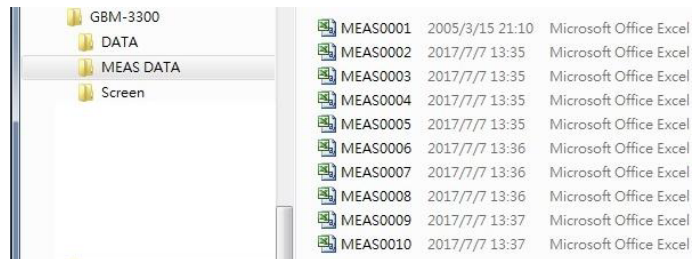 GBM-3300
DATA
MEAS DATA
Screen
MEAS0001 2005/3/15 21:10 Microsoft Office Excel
MEAS0002 2017/7/7 13:35 Microsoft Office Excel
MEAS0003 2017/7/7 13:35 Microsoft Office Excel
MEAS0004 2017/7/7 13:35 Microsoft Office Excel
MEAS0005 2017/7/7 13:35 Microsoft Office Excel
MEAS0006 2017/7/7 13:36 Microsoft Office Excel
MEAS0007 2017/7/7 13:36 Microsoft Office Excel
MEAS0008 2017/7/7 13:36 Microsoft Office Excel
MEAS0009 2017/7/7 13:37 Microsoft Office Excel
MEAS0010 2017/7/7 13:37 Microsoft Office Excel